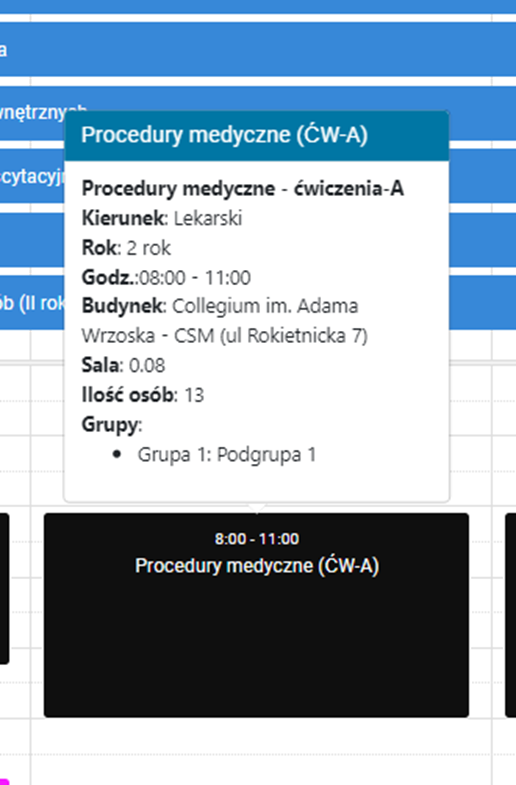 a
wnętrznych
Procedury medyczne (ĆW-A)
cytacyj
Procedury medyczne - ćwiczenia-A
Kierunek: Lekarski
Rok: 2 rok
Godz.:08:00 - 11:00
Budynek: Collegium im. Adama
Wrzoska - CSM (ul Rokietnicka 7)
ób (II rok
Sala: 0.08
Ilość osób: 13
Grupy:
• Grupa 1: Podgrupa 1
8:00 - 11:00
Procedury medyczne (ĆW-A)